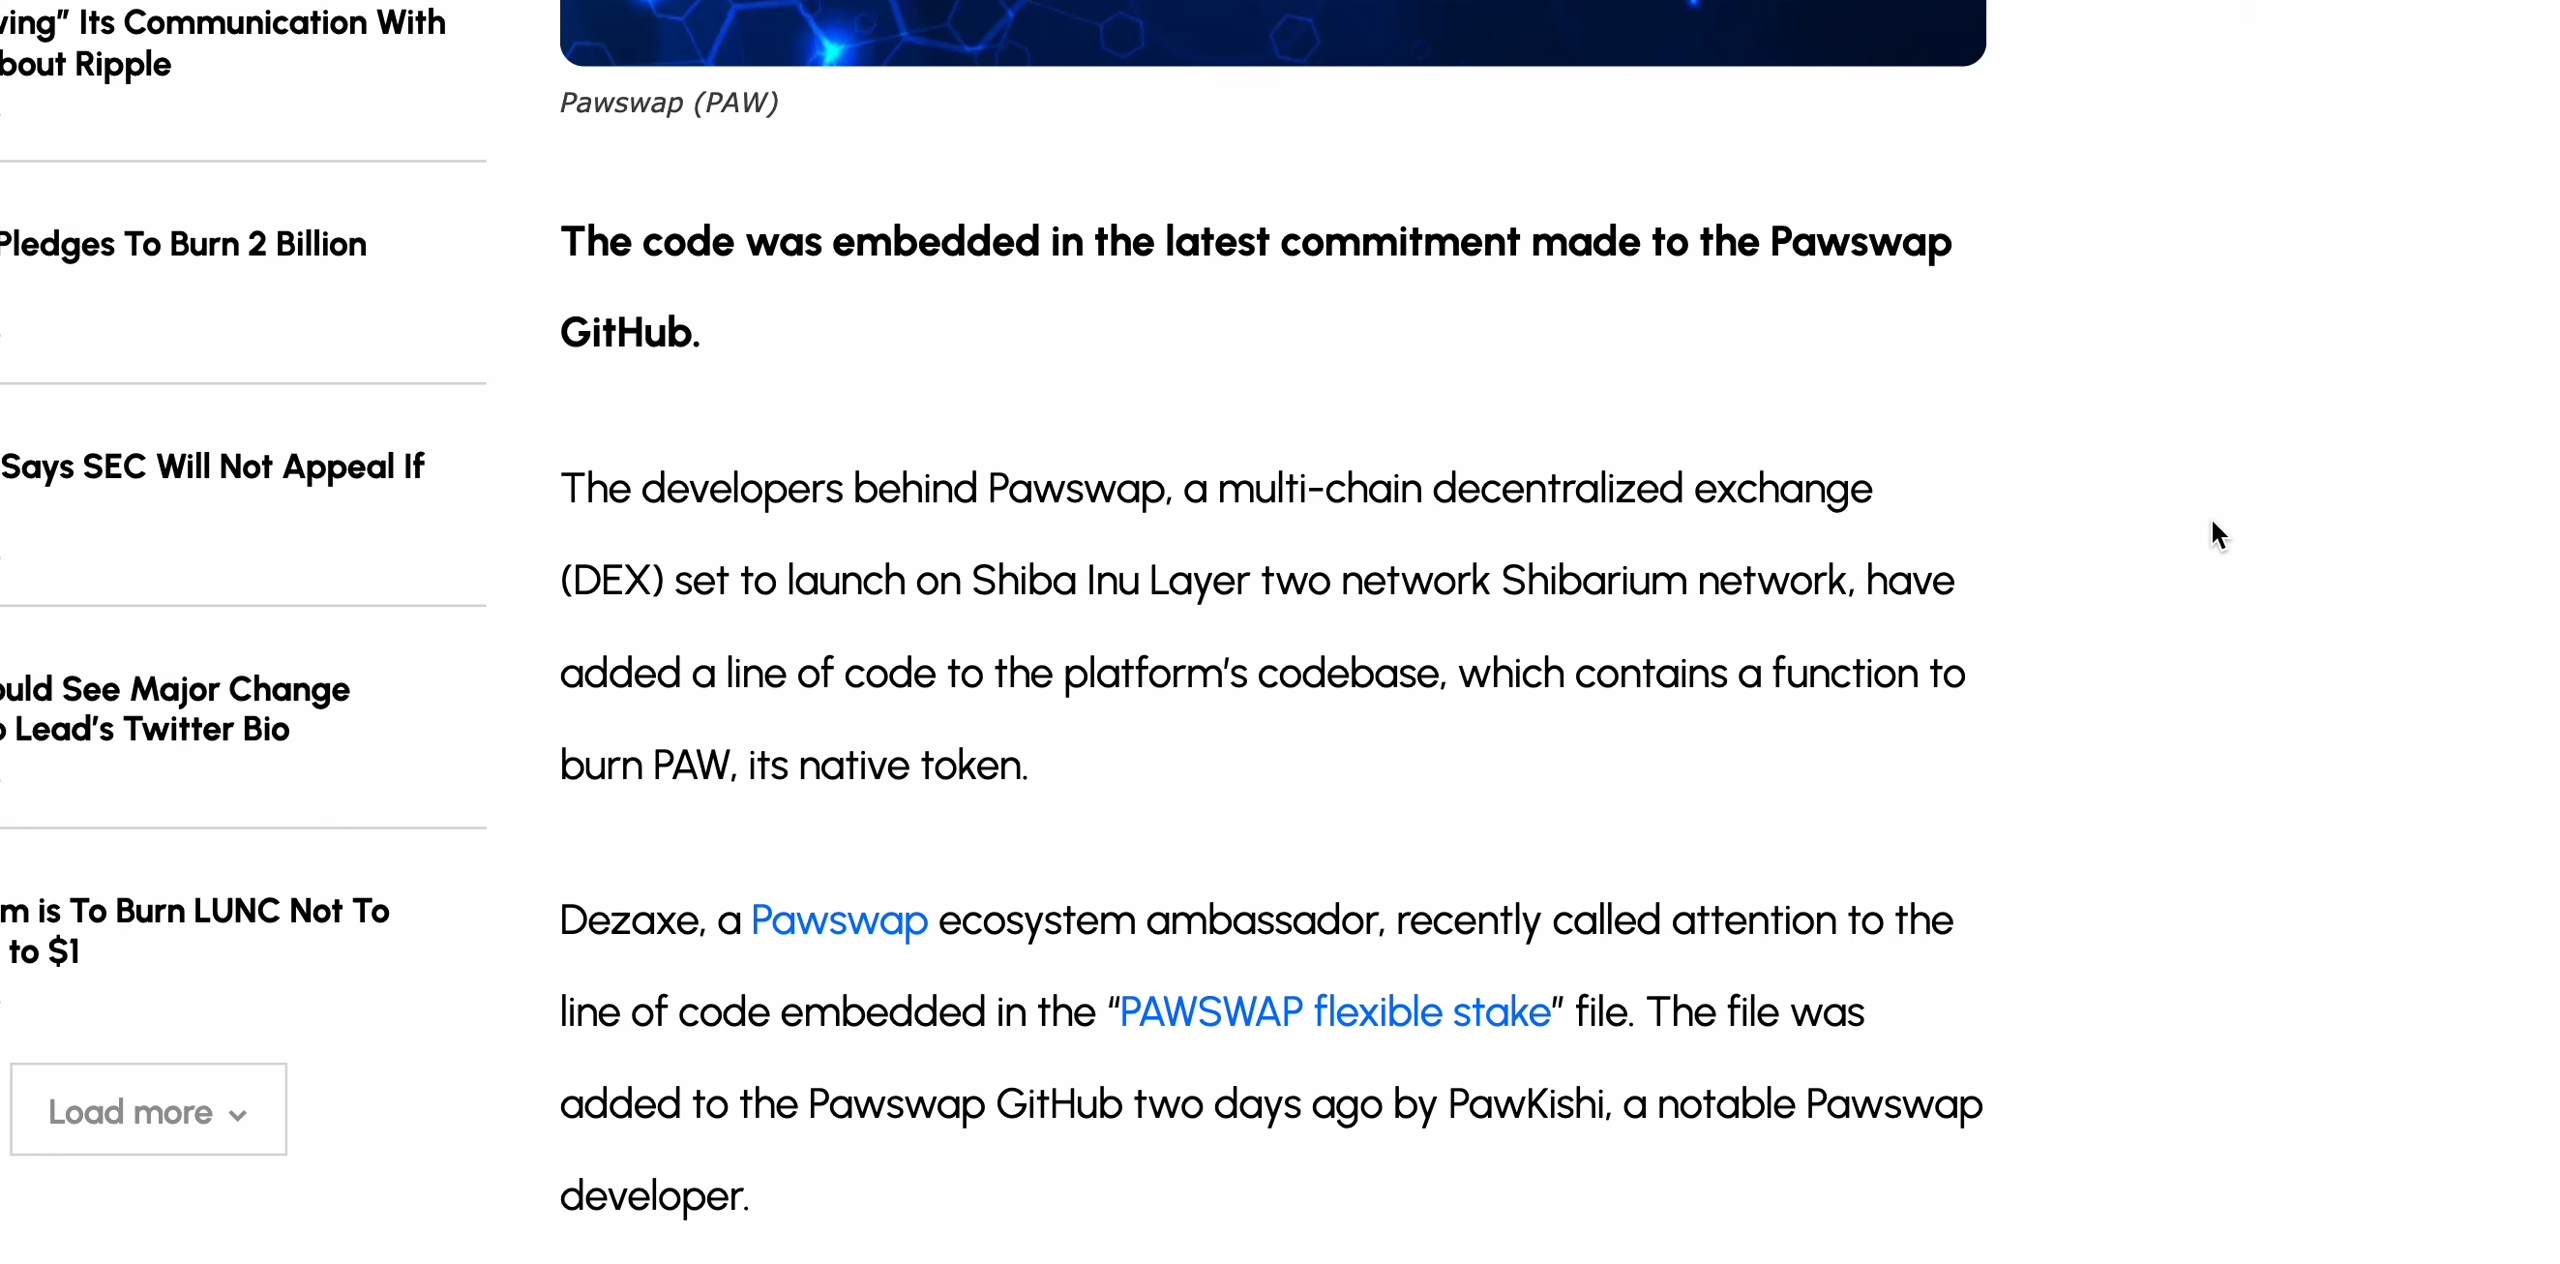 ving" Its Communication With
bout Ripple
Pledges To Burn 2 Billion
Says SEC Will Not Appeal If
ould See Major Change
o Lead's Twitter Bio
m is To Burn LUNC Not To
to $1
Load more
Pawswap (PAW)
The code was embedded in the latest commitment made to the Pawswap
GitHub.
The developers behind Pawswap, a multi-chain decentralized exchange
(DEX) set to launch on Shiba Inu Layer two network Shibarium network, have
added a line of code to the platform's codebase, which contains a function to
burn PAW, its native token.
Dezaxe, a Pawswap ecosystem ambassador, recently called attention to the
line of code embedded in the “PAWSWAP flexible stake” file. The file was
added to the Pawswap GitHub two days ago by PawKishi, a notable Pawswap
developer.